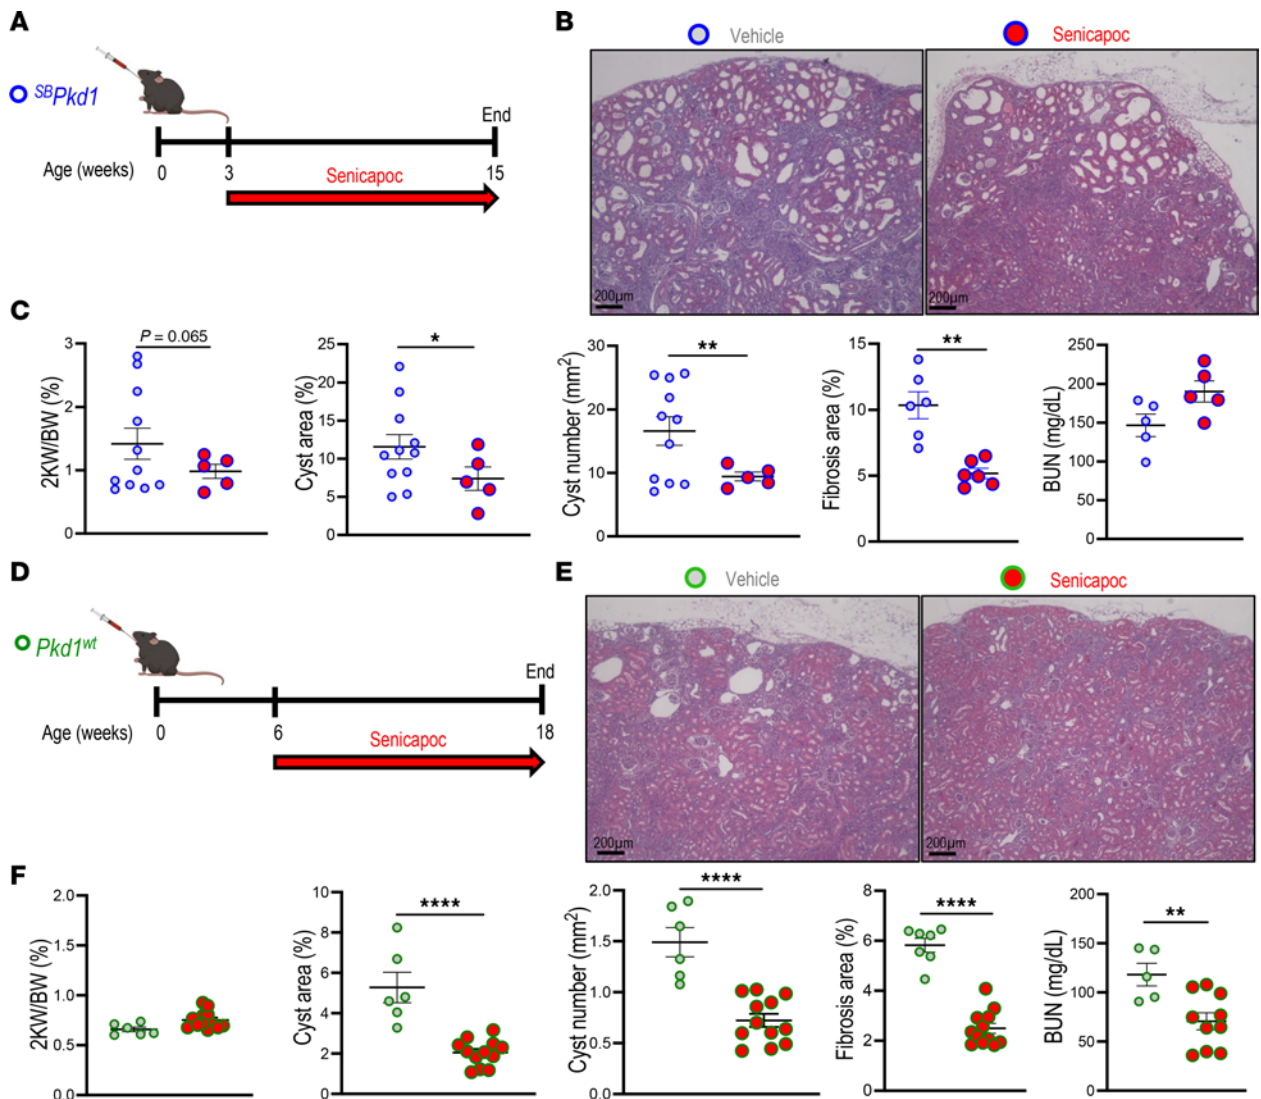 A
SBPkd1
End
Age (weeks)
0
3
15
Senicapoc
B
Vehicle
Senicapoc
200µm
200µm
C
2KW/BW (%)
3
2
1
0
P = 0.065
Cyst area (%)
25
20
15
10
5
0
*
Cyst number (mm2)
30
20
10
0
**
Fibrosis area (%)
15
10
5
0
**
BUN (mg/dL)
250
200
150
100
50
0
D
Pkd1wt
End
Age (weeks)
0
6
18
Senicapoc
E
Vehicle
Senicapoc
200µm
200µm
F
2KW/BW (%)
2.0
1.5
1.0
0.5
0.0
Cyst area (%)
10
8
6
4
2
0
****
Cyst number (mm2)
2.0
1.5
1.0
0.5
0.0
****
Fibrosis area (%)
8
6
4
2
0
****
BUN (mg/dL)
200
150
100
50
0
**